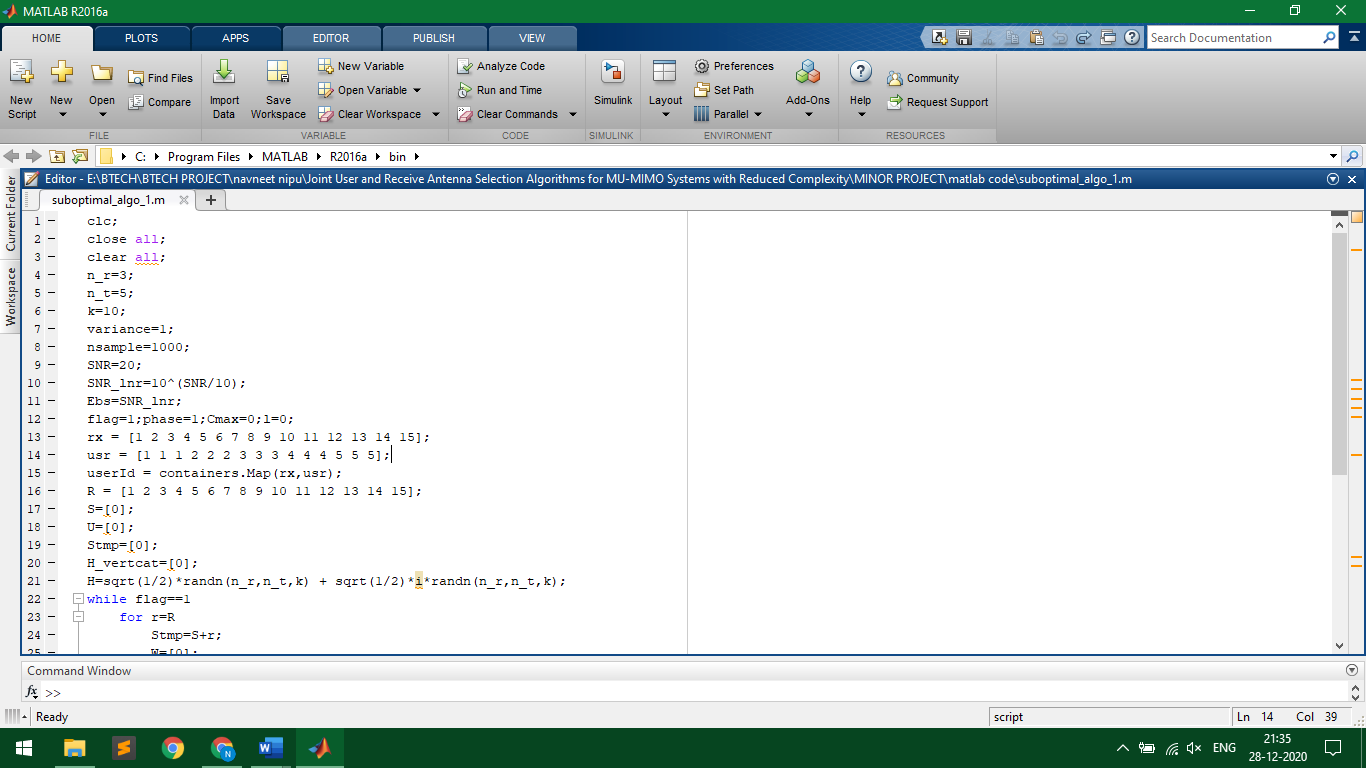 MATLAB R2016a
HOME PLOTS APPS EDITOR PUBLISH VIEW Search Documentation
New Script New Open Find Files Compare Import Data Save Workspace New Variable Open Variable Clear Workspace Analyze Code Run and Time Clear Commands Simulink Layout Preferences Set Path Parallel Add-Ons Help Community Request Support
FILE VARIABLE CODE SIMULINK ENVIRONMENT RESOURCES
C: Program Files MATLAB R2016a bin
Current Folder
Workspace
Editor - E:\BTECH\BTECH PROJECT\navneet nipu\Joint User and Receive Antenna Selection Algorithms for MU-MIMO Systems with Reduced Complexity\MINOR PROJECT\matlab code\suboptimal_algo_1.m
suboptimal_algo_1.m
1 clc;
2 close all;
3 clear all;
4 n_r=3;
5 n_t=5;
6 k=10;
7 variance=1;
8 nsample=1000;
9 SNR=20;
10 SNR_lnr=10^(SNR/10);
11 Ebs=SNR_lnr;
12 flag=1;phase=1;Cmax=0;l=0;
13 rx = [1 2 3 4 5 6 7 8 9 10 11 12 13 14 15];
14 usr = [1 1 1 2 2 2 3 3 3 4 4 4 5 5 5];
15 userId = containers.Map(rx,usr);
16 R = [1 2 3 4 5 6 7 8 9 10 11 12 13 14 15];
17 S=[0];
18 U=[0];
19 Stmp=[0];
20 H_vertcat=[0];
21 H=sqrt(1/2)*randn(n_r,n_t,k) + sqrt(1/2)*i*randn(n_r,n_t,k);
22 while flag==1
23 for r=R
24 Stmp=S+r;
25 W=[0];
Command Window
fx >>
Ready script Ln 14 Col 39
ENG 21:35
28-12-2020